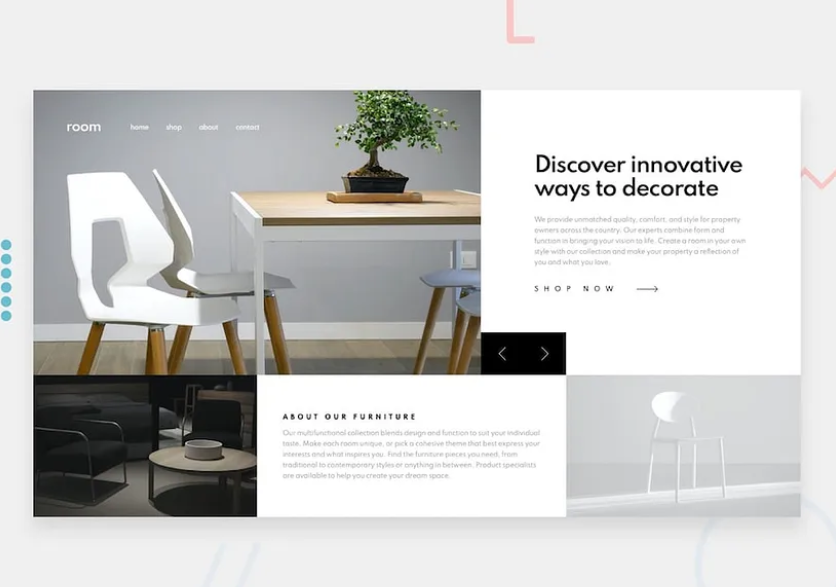 room
home shop about contact
Discover innovative
ways to decorate
We provide unmatched quality, comfort, and style for property
owners across the country. Our experts combine form and
function in bringing your vision to life. Create a room in your own
style with our collection and make your property a reflection of
you and what you love.
SHOP NOW
ABOUT OUR FURNITURE
Our multifunctional collection blends design and function to suit your individual
taste. Make each room unique, or pick a cohesive theme that best express your
interests and what inspires you. Find the furniture pieces you need, from
traditional to contemporary styles or anything in between. Product specialists
are available to help you create your dream space.